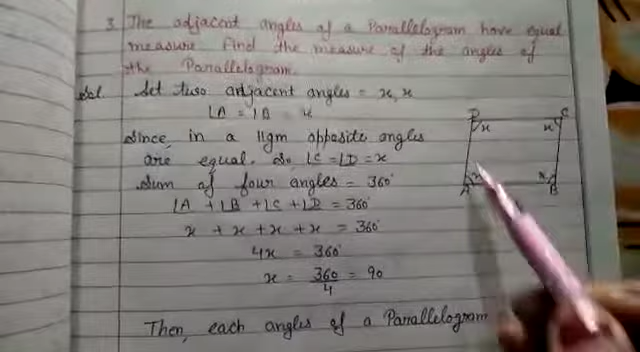 3. The adjacent angles of a Parallelogram have equal
measure. Find the measure of the angles of
the Parallelogram.
Sol. Let two adjacent angles = x, x
∠A = ∠B = x
Since, in a ||gm opposite angles
are equal. So ∠C = ∠D = x
Sum of four angles = 360°
∠A + ∠B + ∠C + ∠D = 360°
x + x + x + x = 360°
4x = 360°
x = 360/4 = 90
Then, each angles of a Parallelogram
D C
x x
x x
A B